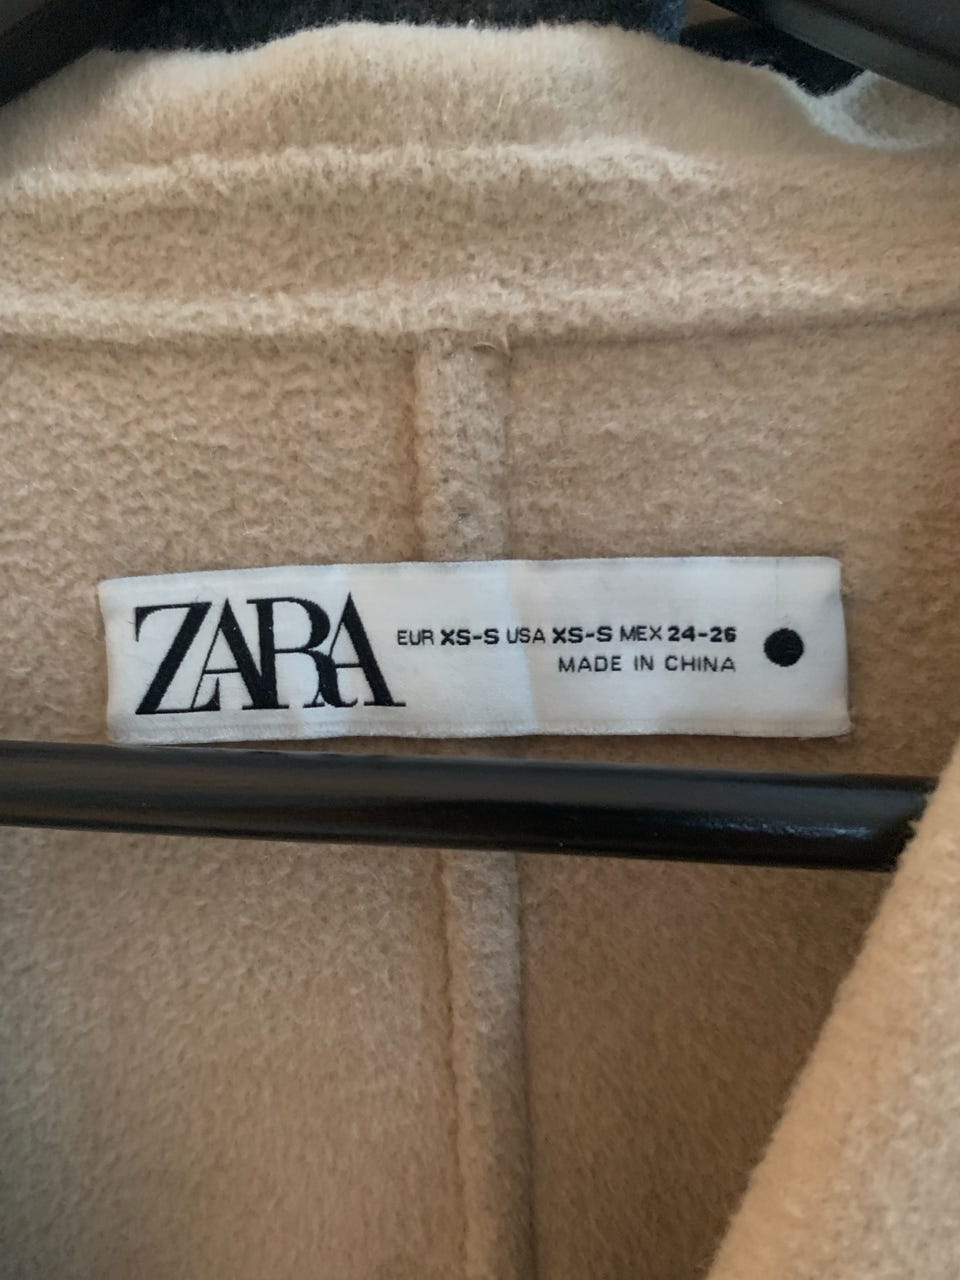 ZARA
EUR XS-S USA XS-S MEX 24-26
MADE IN CHINA